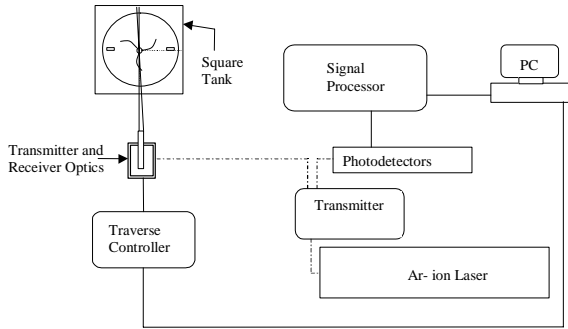 Square
Tank
Signal
Processor
PC
Transmitter and
Receiver Optics
Photodetectors
Transmitter
Traverse
Controller
Ar- ion Laser